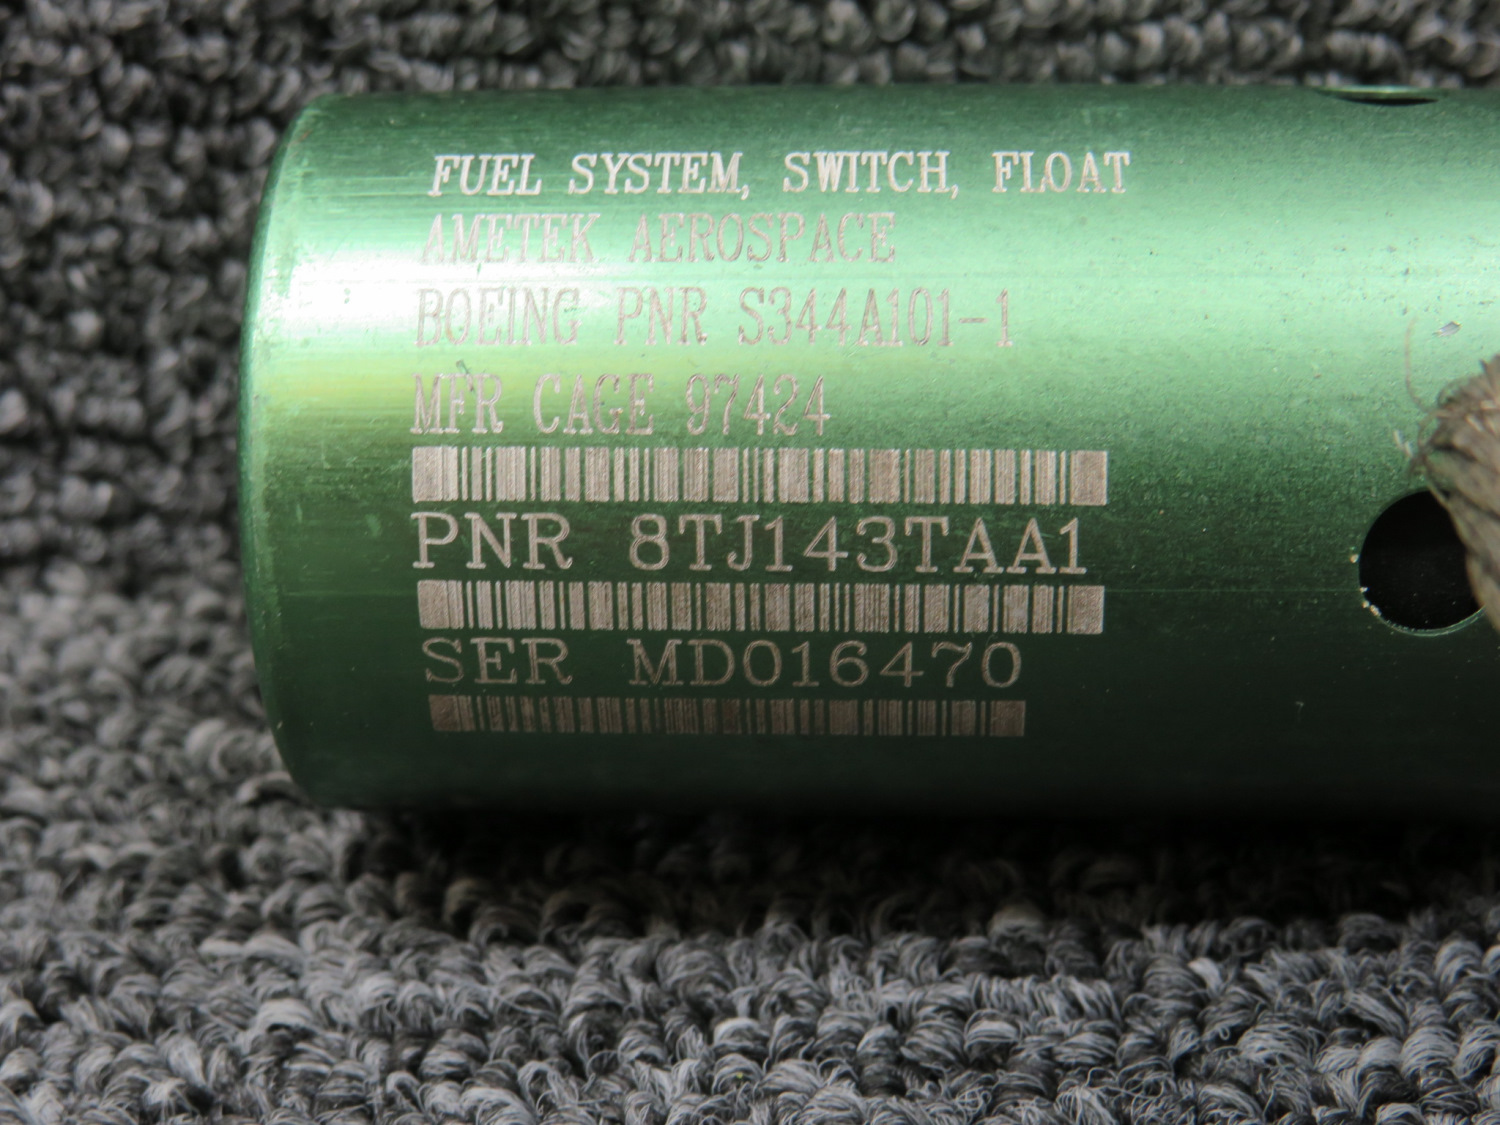 FUEL SYSTEM, SWITCH, FLOAT
AMETEK AEROSPACE
BOEING PNR S344A101-1
MFR CAGE 97424
PNR 8TJ143TAA1
SER MD016470